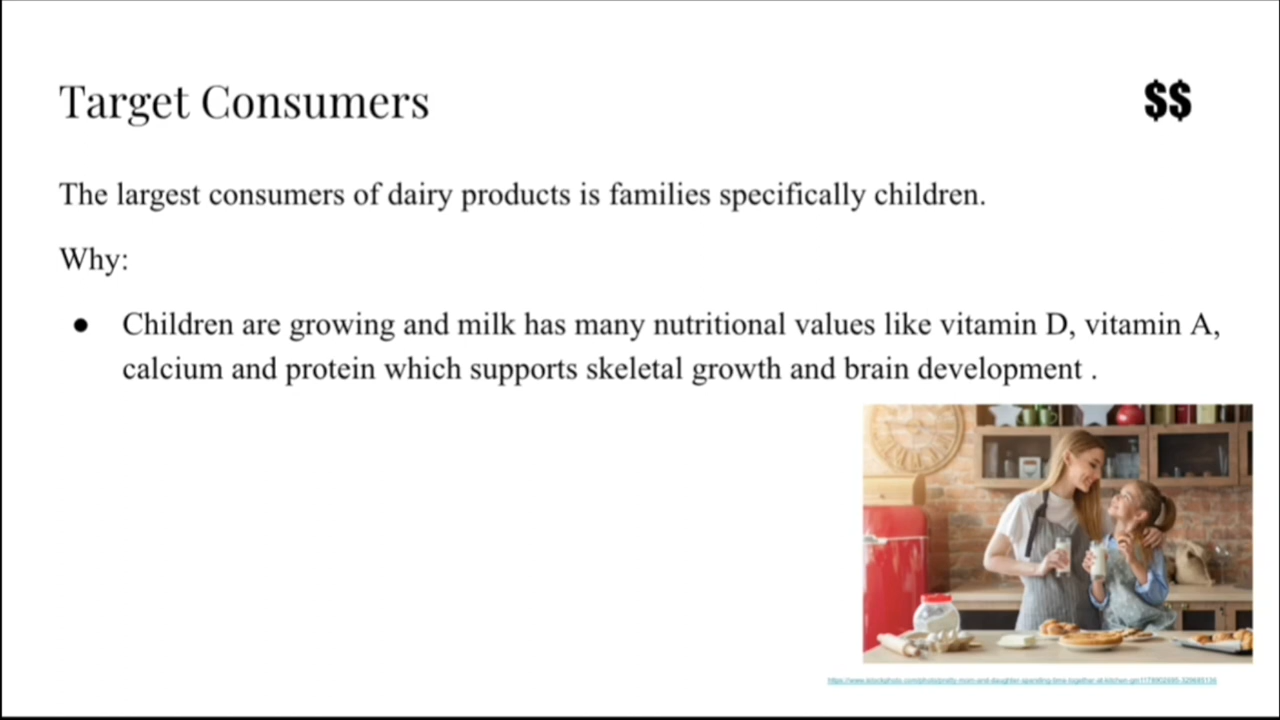 Target Consumers
$$
The largest consumers of dairy products is families specifically children.
Why:
● Children are growing and milk has many nutritional values like vitamin D, vitamin A,
calcium and protein which supports skeletal growth and brain development .